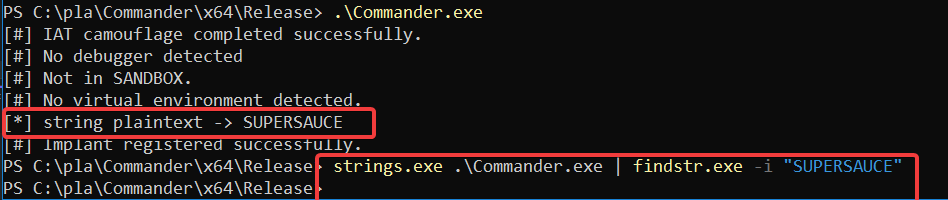 PS C:\pla\Commander\x64\Release> .\Commander.exe
[#] IAT camouflage completed successfully.
[#] No debugger detected
[#] Not in SANDBOX.
[#] No virtual environment detected.
[*] string plaintext -> SUPERSAUCE
[#] Implant registered successfully.
PS C:\pla\Commander\x64\Release> strings.exe .\Commander.exe | findstr.exe -i "SUPERSAUCE"
PS C:\pla\Commander\x64\Release>